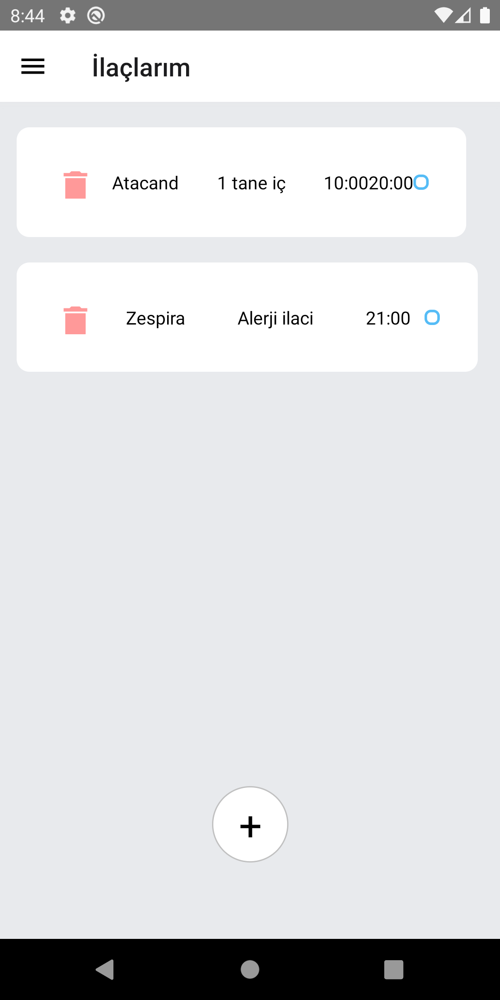 8:44
İlaçlarım
Atacand 1 tane iç 10:0020:00
Zespira Alerji ilaci 21:00
+